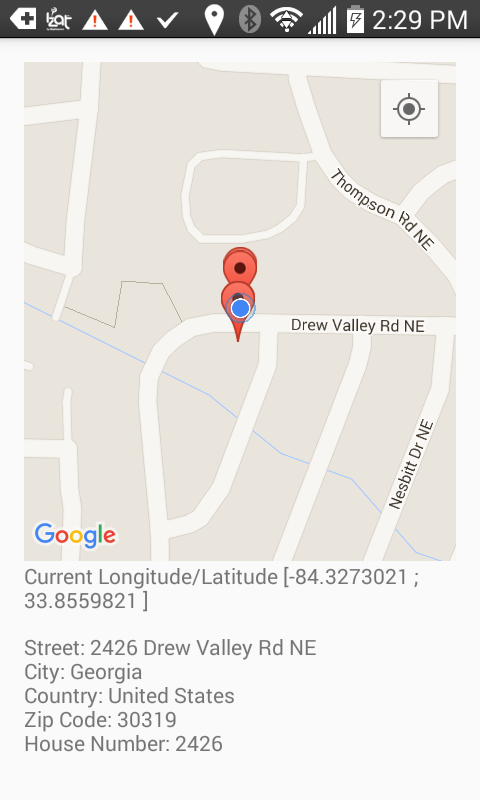 izat
2:29 PM
Thompson Rd NE
Drew Valley Rd NE
Nesbitt Dr NE
Google
Current Longitude/Latitude [-84.3273021 ;
33.8559821 ]
Street: 2426 Drew Valley Rd NE
City: Georgia
Country: United States
Zip Code: 30319
House Number: 2426